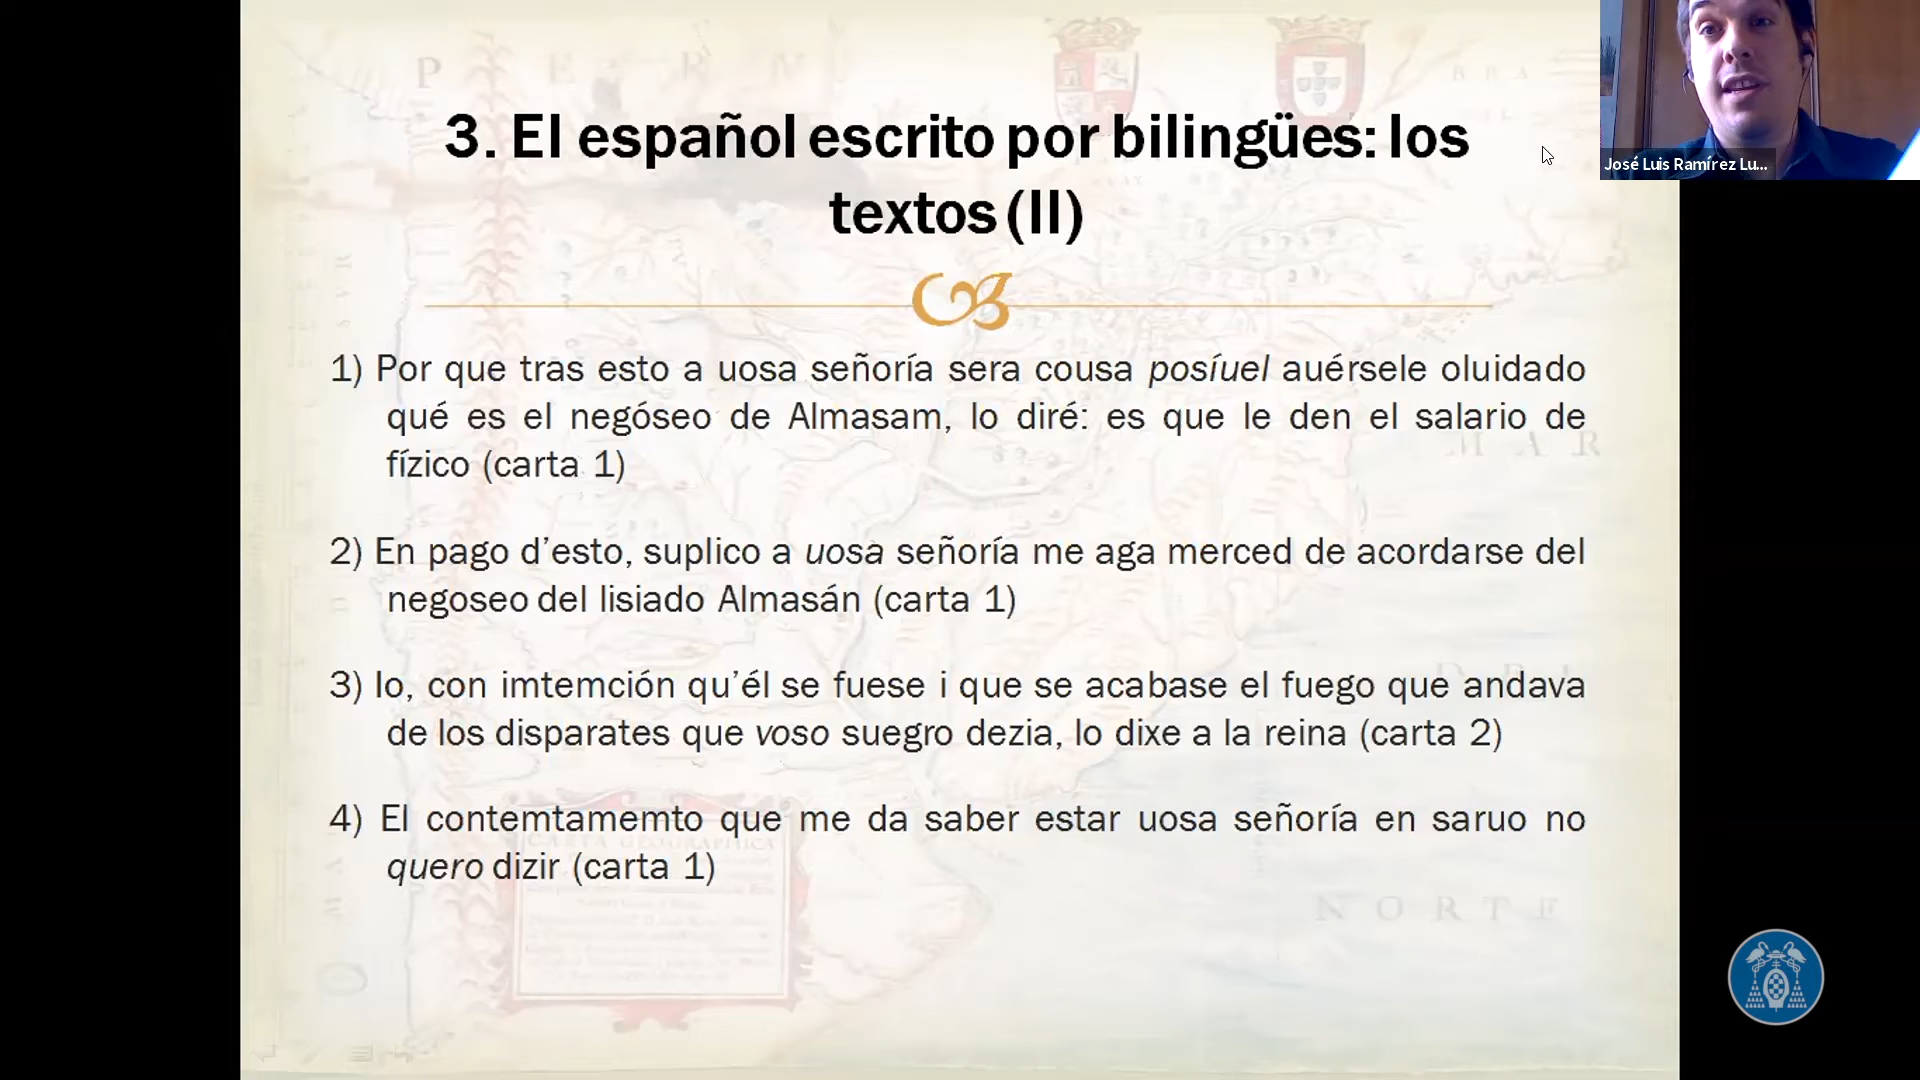 P E R V
B R A
José Luis Ramírez Lu...
3. El español escrito por bilingües: los
textos (II)
1) Por que tras esto a uosa señoría sera cousa posíuel auérsele oluidado
qué es el negóseo de Almasam, lo diré: es que le den el salario de
fízico (carta 1)
M A R
2) En pago d’esto, suplico a uosa señoría me aga merced de acordarse del
negoseo del lisiado Almasán (carta 1)
3) Io, con imtemción qu’él se fuese i que se acabase el fuego que andava
de los disparates que voso suegro dezia, lo dixe a la reina (carta 2)
4) El contemtamemto que me da saber estar uosa señoría en saruo no
quero dizir (carta 1)
CARTA GEOGRAPHICA
N O R T E